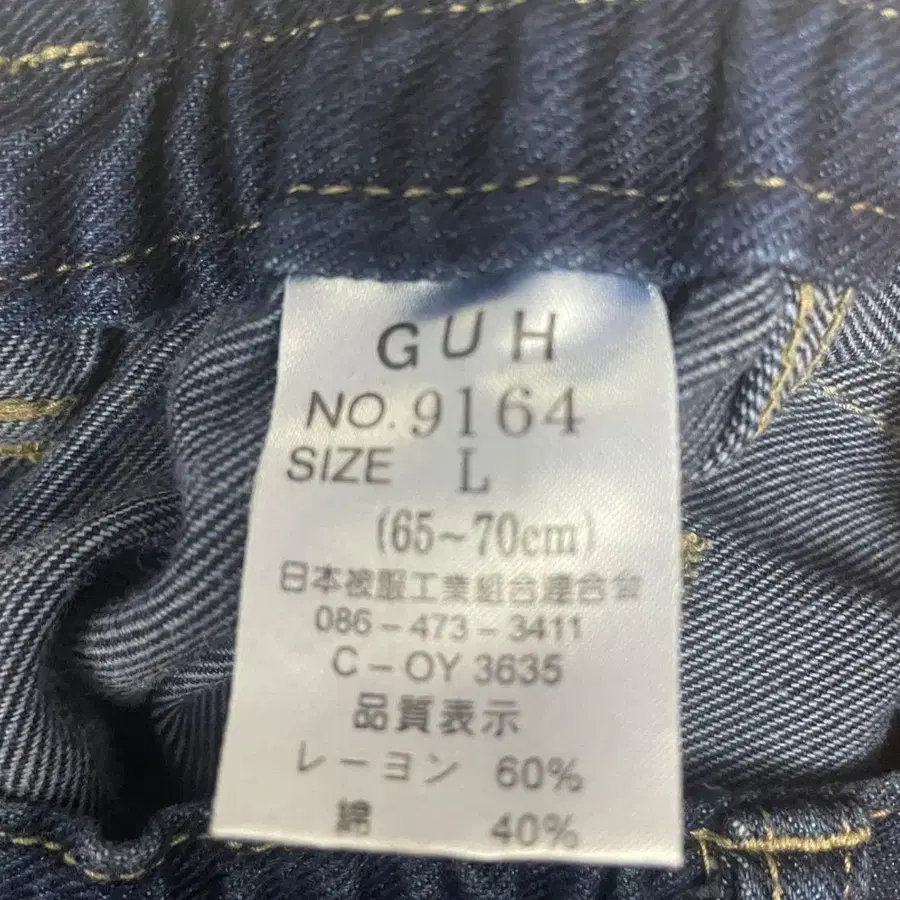 GUH
NO. 9164
SIZE L
(65~70cm)
日本被服工業組合連合会
086-473-3411
C-OY 3635
品質表示
レーヨン 60%
綿 40%